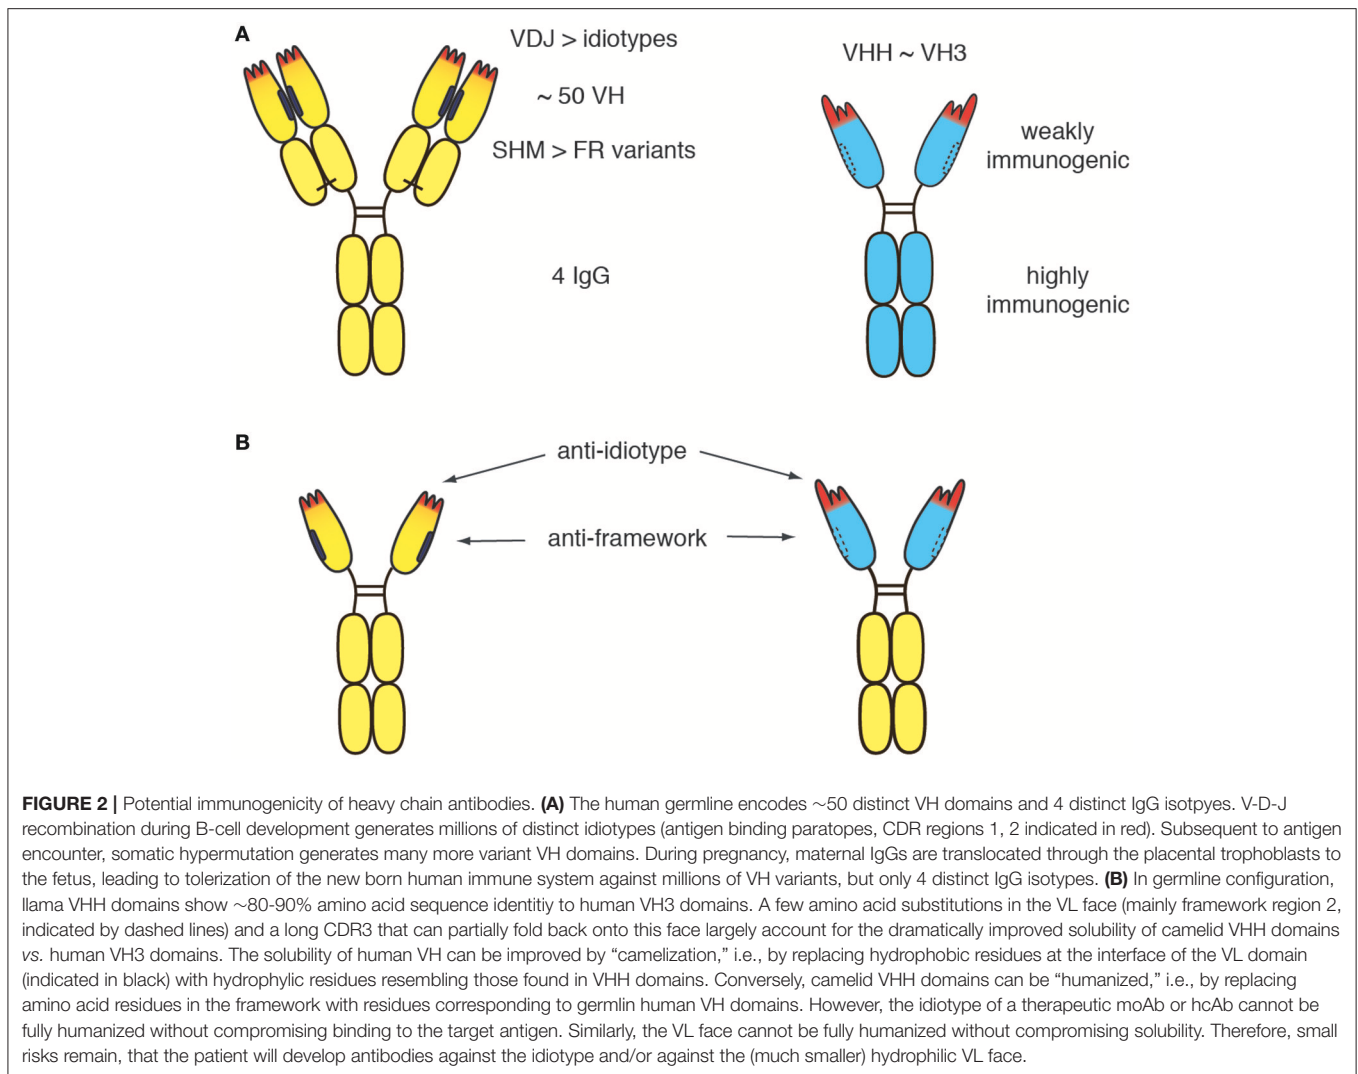 A
VDJ > idiotypes
~ 50 VH
SHM > FR variants
4 IgG
VHH ~ VH3
weakly
immunogenic
highly
immunogenic
B
anti-idiotype
anti-framework
FIGURE 2 | Potential immunogenicity of heavy chain antibodies. (A) The human germline encodes ∼50 distinct VH domains and 4 distinct IgG isotpyes. V-D-J
recombination during B-cell development generates millions of distinct idiotypes (antigen binding paratopes, CDR regions 1, 2 indicated in red). Subsequent to antigen
encounter, somatic hypermutation generates many more variant VH domains. During pregnancy, maternal IgGs are translocated through the placental trophoblasts to
the fetus, leading to tolerization of the new born human immune system against millions of VH variants, but only 4 distinct IgG isotypes. (B) In germline configuration,
llama VHH domains show ∼80-90% amino acid sequence identitiy to human VH3 domains. A few amino acid substitutions in the VL face (mainly framework region 2,
indicated by dashed lines) and a long CDR3 that can partially fold back onto this face largely account for the dramatically improved solubility of camelid VHH domains
vs. human VH3 domains. The solubility of human VH can be improved by “camelization,” i.e., by replacing hydrophobic residues at the interface of the VL domain
(indicated in black) with hydrophylic residues resembling those found in VHH domains. Conversely, camelid VHH domains can be “humanized,” i.e., by replacing
amino acid residues in the framework with residues corresponding to germlin human VH domains. However, the idiotype of a therapeutic moAb or hcAb cannot be
fully humanized without compromising binding to the target antigen. Similarly, the VL face cannot be fully humanized without compromising solubility. Therefore, small
risks remain, that the patient will develop antibodies against the idiotype and/or against the (much smaller) hydrophilic VL face.